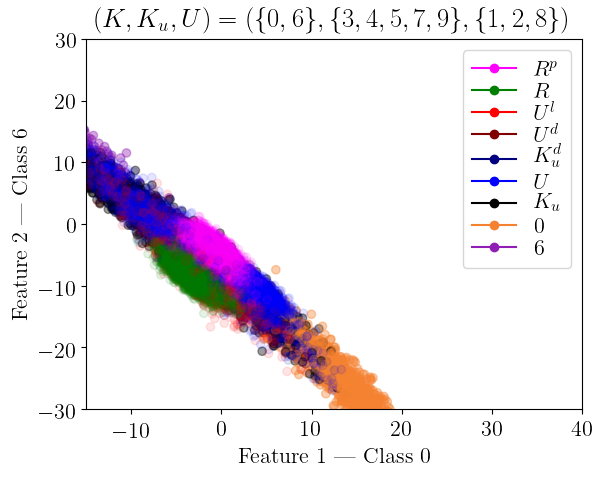 (K, K_u, U) = ({0, 6}, {3, 4, 5, 7, 9}, {1, 2, 8})
30
20
10
0
−10
−20
−30
Feature 2 — Class 6
R^p
R
U^l
U^d
K_u^d
U
K_u
0
6
−10 0 10 20 30 40
Feature 1 — Class 0